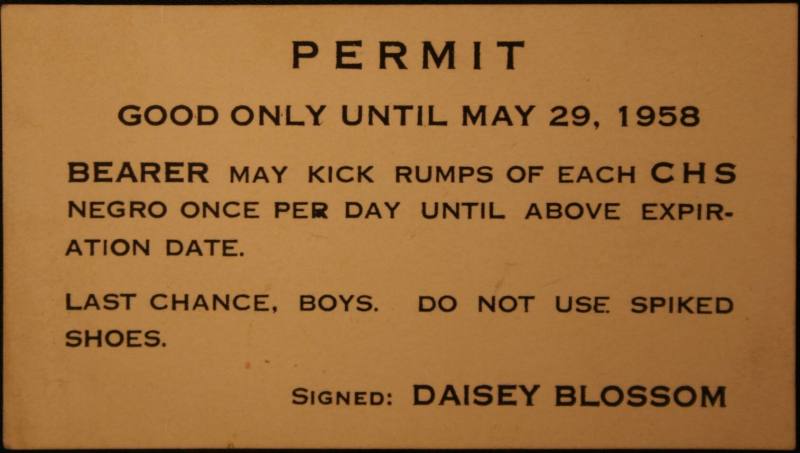 PERMIT
GOOD ONLY UNTIL MAY 29, 1958
BEARER MAY KICK RUMPS OF EACH CHS
NEGRO ONCE PER DAY UNTIL ABOVE EXPIR-
ATION DATE.
LAST CHANCE, BOYS. DO NOT USE SPIKED
SHOES.
SIGNED: DAISEY BLOSSOM